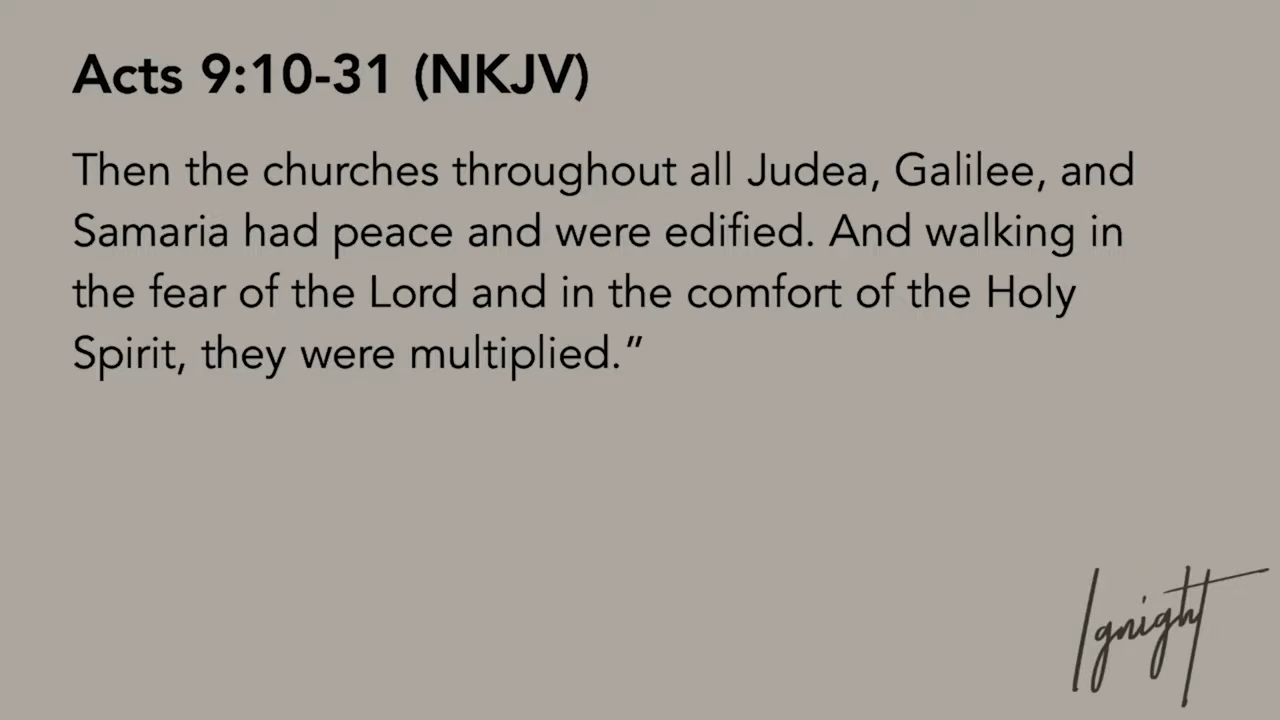 Acts 9:10-31 (NKJV)
Then the churches throughout all Judea, Galilee, and
Samaria had peace and were edified. And walking in
the fear of the Lord and in the comfort of the Holy
Spirit, they were multiplied.”
Ignight